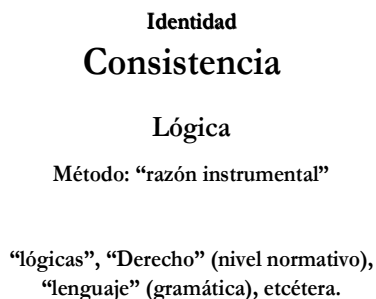 Identidad
Consistencia
Lógica
Método: “razón instrumental”
“lógicas”, “Derecho” (nivel normativo),
“lenguaje” (gramática), etcétera.